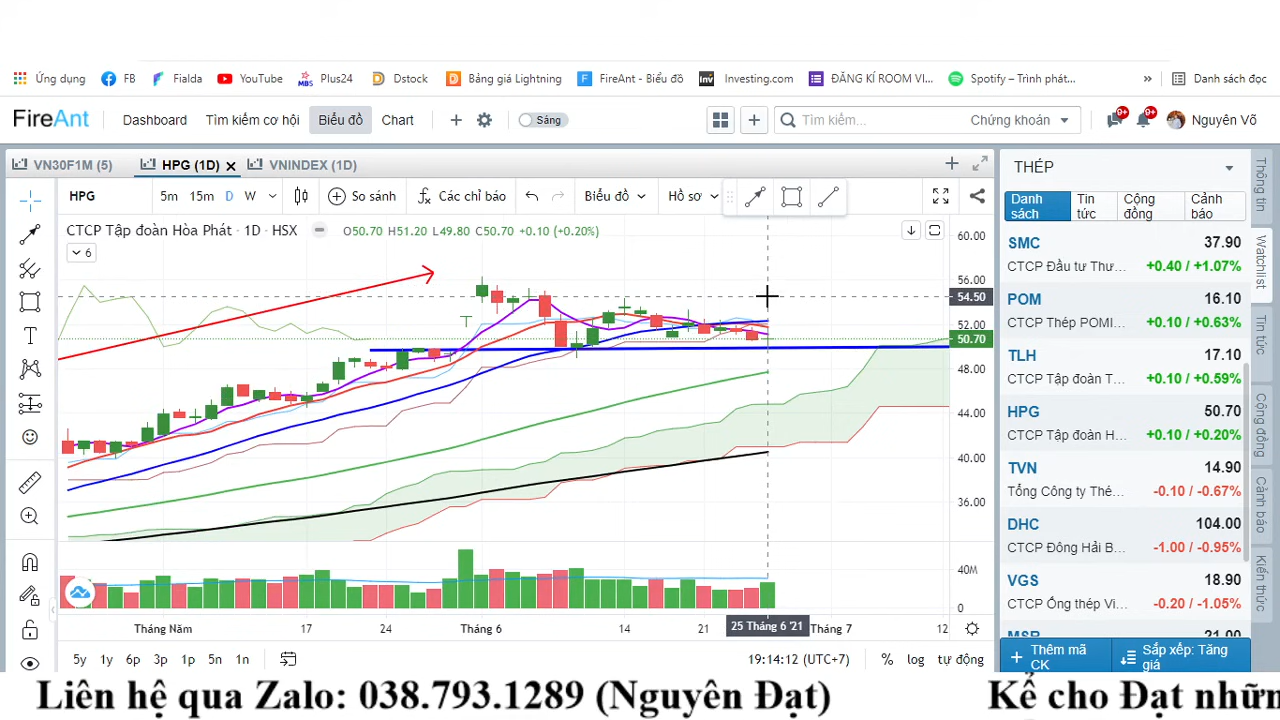 Ứng dụng FB Fialda YouTube MBS Plus24 Dstock Bảng giá Lightning FireAnt - Biểu đồ inv Investing.com ĐĂNG KÍ ROOM VI... Spotify – Trình phát... » Danh sách đọc
FireAnt Dashboard Tìm kiếm cơ hội Biểu đồ Chart Sáng Tìm kiếm... Chứng khoán 9+ 9+ Nguyên Võ
VN30F1M (5) HPG (1D) VNINDEX (1D)
HPG 5m 15m D W So sánh Các chỉ báo Biểu đồ Hồ sơ
CTCP Tập đoàn Hòa Phát · 1D · HSX O50.70 H51.20 L49.80 C50.70 +0.10 (+0.20%)
6
60.00
56.00
54.50
52.00
50.70
48.00
44.00
40.00
36.00
40M
0
Tháng Năm 17 24 Tháng 6 14 21 25 Tháng 6 '21 Tháng 7 12
5y 1y 6p 3p 1p 5n 1n 19:14:12 (UTC+7) % log tự động
THÉP
Danh sách Tin tức Cộng đồng Cảnh báo
SMC 37.90
CTCP Đầu tư Thư... +0.40 / +1.07%
POM 16.10
CTCP Thép POMI... +0.10 / +0.63%
TLH 17.10
CTCP Tập đoàn T... +0.10 / +0.59%
HPG 50.70
CTCP Tập đoàn H... +0.10 / +0.20%
TVN 14.90
Tổng Công ty Thé... -0.10 / -0.67%
DHC 104.00
CTCP Đông Hải B... -1.00 / -0.95%
VGS 18.90
CTCP Ống thép Vi... -0.20 / -1.05%
MSR 21.00
Thêm mã CK Sắp xếp: Tăng giá
Thông tin
Watchlist
Tin tức
Cộng đồng
Cảnh báo
Kiến thức
Liên hệ qua Zalo: 038.793.1289 (Nguyên Đạt) Kể cho Đạt nhữn